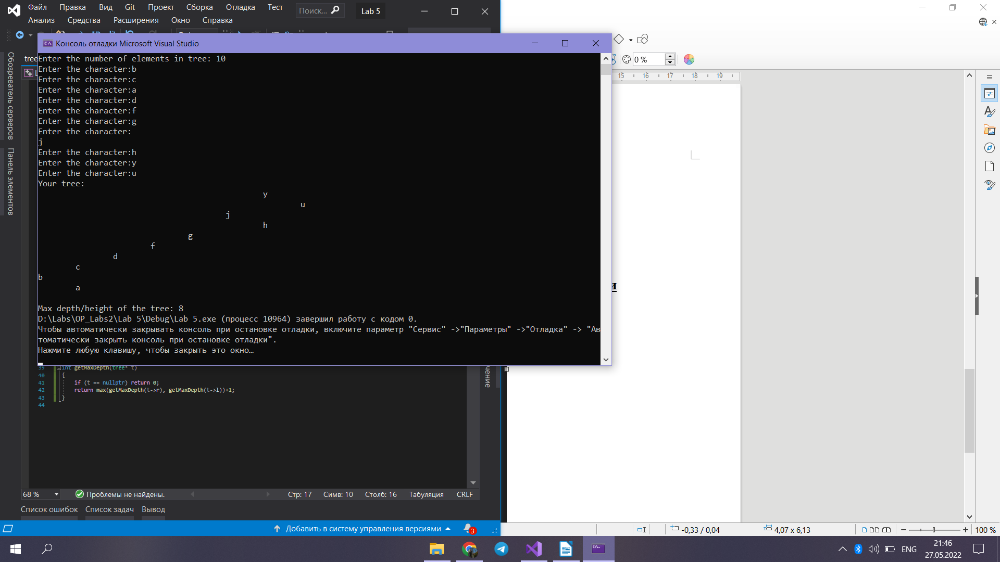 Файл Правка Вид Git Проект Сборка Отладка Тест Поиск... Lab 5
Анализ Средства Расширения Окно Справка
Консоль отладки Microsoft Visual Studio
0 %
tree
Обозреватель серверов
Панель элементов
15 16 17 18 19
Enter the number of elements in tree: 10
Enter the character:b
Enter the character:c
Enter the character:a
Enter the character:d
Enter the character:f
Enter the character:g
Enter the character:
j
Enter the character:h
Enter the character:y
Enter the character:u
Your tree:
y
u
j
h
g
f
d
c
b
a
и
Max depth/height of the tree: 8
D:\Labs\OP_Labs2\Lab 5\Debug\Lab 5.exe (процесс 10964) завершил работу с кодом 0.
Чтобы автоматически закрывать консоль при остановке отладки, включите параметр "Сервис" ->"Параметры" ->"Отладка" -> "Ав
томатически закрыть консоль при остановке отладки".
Нажмите любую клавишу, чтобы закрыть это окно…
39 int getMaxDepth(tree* t)
40 {
41 if (t == nullptr) return 0;
42 return max(getMaxDepth(t->r), getMaxDepth(t->l))+1;
43 }
44
68 % Проблемы не найдены. Стр: 17 Симв: 10 Столб: 16 Табуляция CRLF
Список ошибок Список задач Вывод
Добавить в систему управления версиями 3
-0,33 / 0,04 4,07 x 6,13 100 %
ENG 21:46
27.05.2022